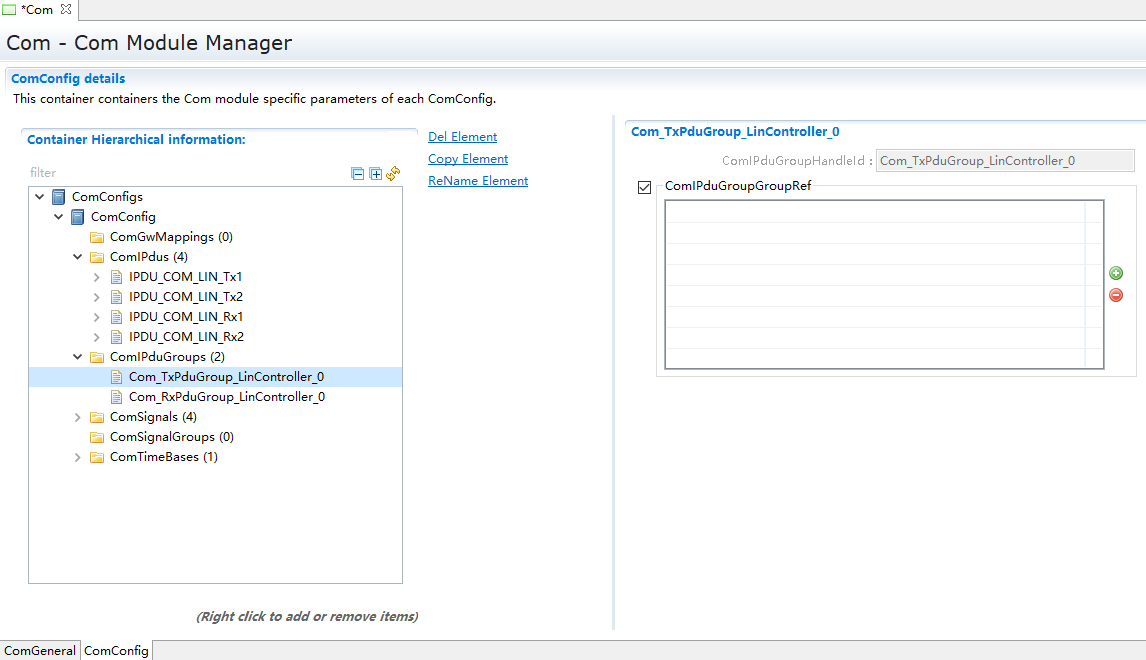 *Com
Com - Com Module Manager
ComConfig details
This container containers the Com module specific parameters of each ComConfig.
Container Hierarchical information:
filter
ComConfigs
ComConfig
ComGwMappings (0)
ComIPdus (4)
IPDU_COM_LIN_Tx1
IPDU_COM_LIN_Tx2
IPDU_COM_LIN_Rx1
IPDU_COM_LIN_Rx2
ComIPduGroups (2)
Com_TxPduGroup_LinController_0
Com_RxPduGroup_LinController_0
ComSignals (4)
ComSignalGroups (0)
ComTimeBases (1)
(Right click to add or remove items)
Del Element
Copy Element
ReName Element
Com_TxPduGroup_LinController_0
ComIPduGroupHandleId : Com_TxPduGroup_LinController_0
ComIPduGroupGroupRef
ComGeneral ComConfig